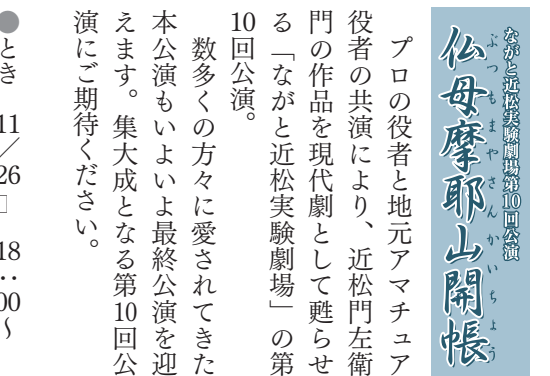 ながと近松実験劇場第10回公演
仏母摩耶山開帳
ぶつもまやさんかいちょう
プロの役者と地元アマチュア
役者の共演により、近松門左衛
門の作品を現代劇として甦らせ
る「ながと近松実験劇場」の第
10回公演。
数多くの方々に愛されてきた
本公演もいよいよ最終公演を迎
えます。集大成となる第10回公
演にご期待ください。
●とき 11／26□ 18：00～